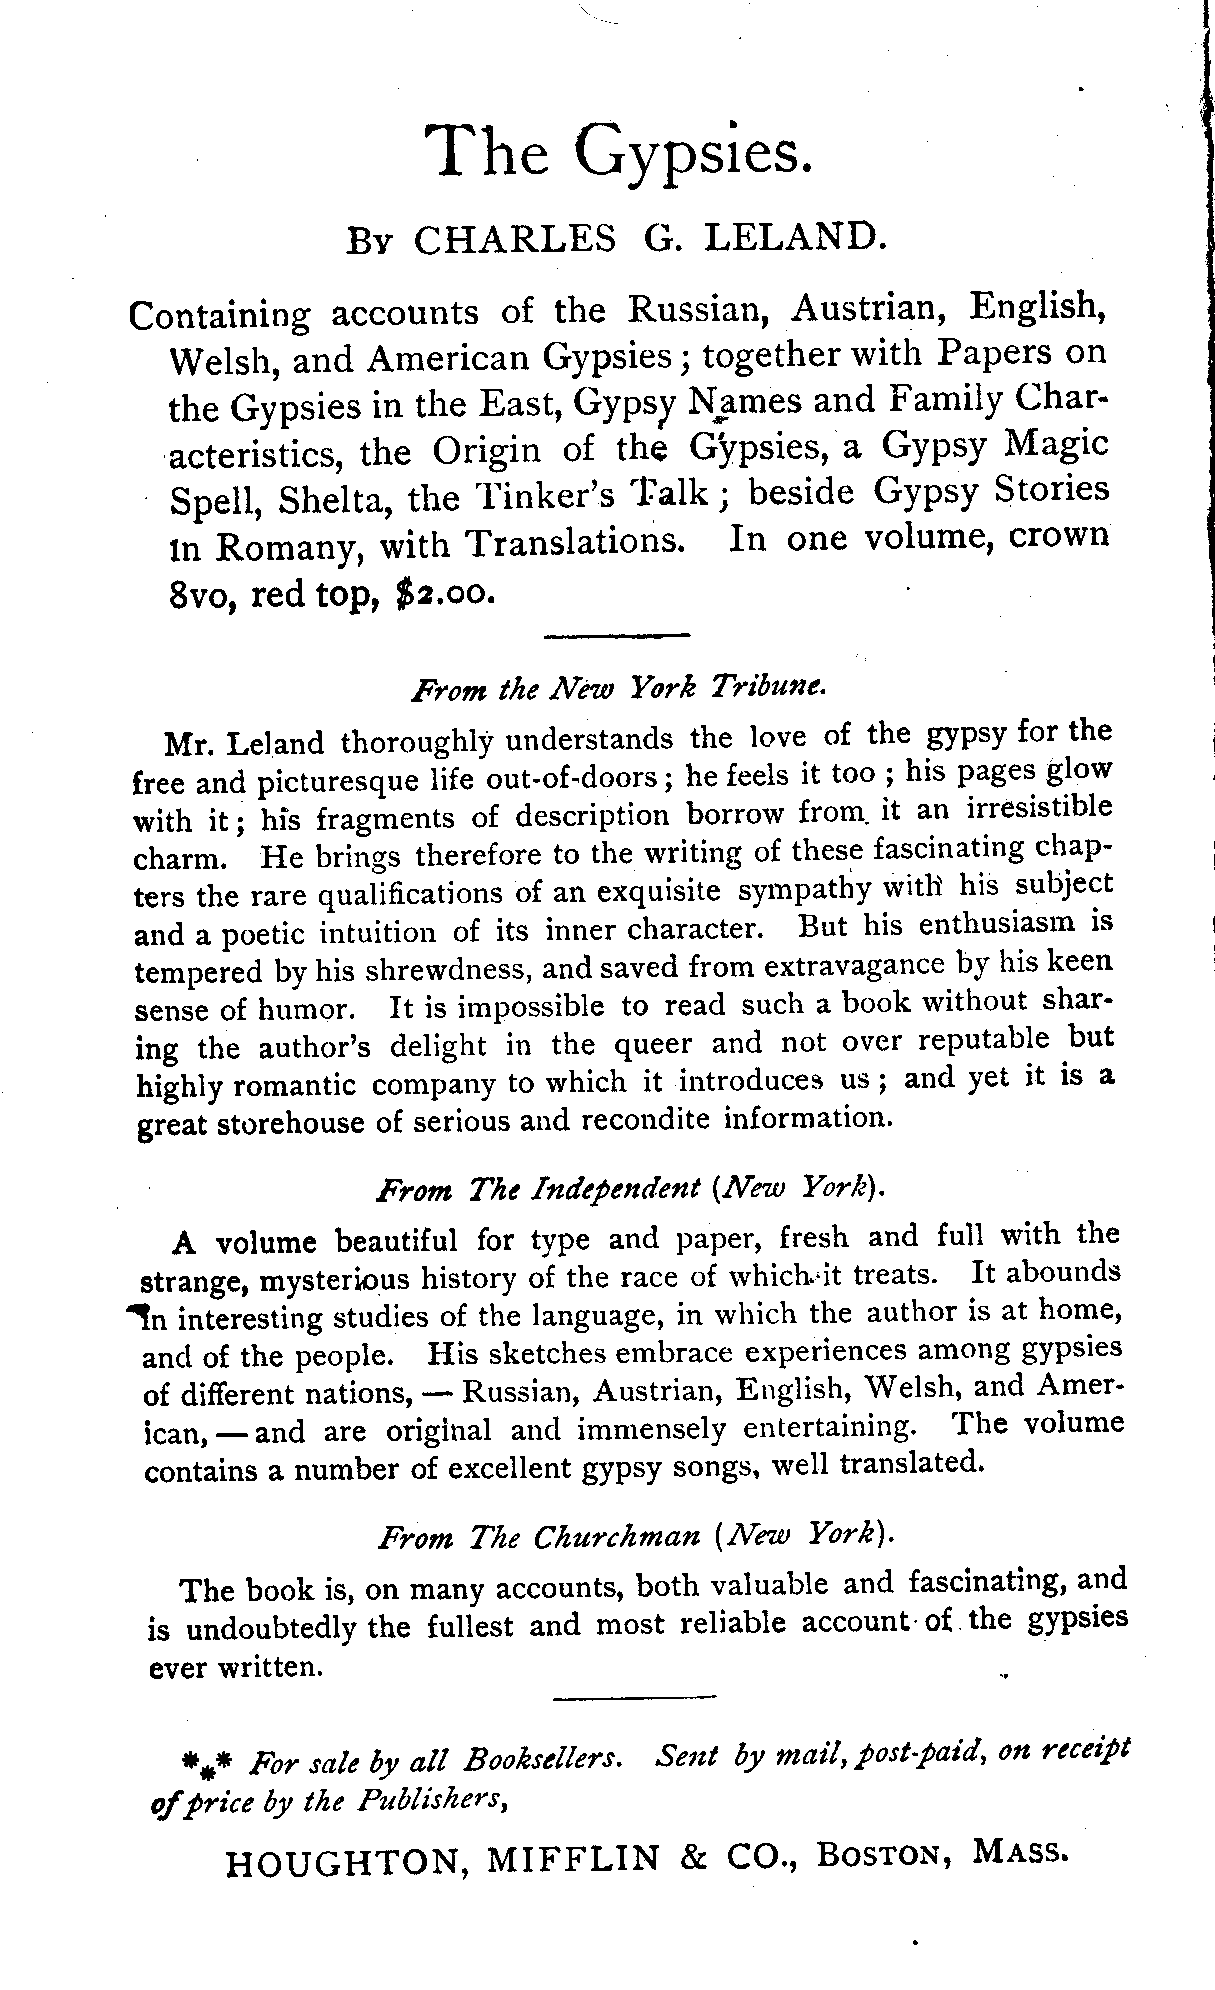 The Gypsies.
By CHARLES G. LELAND.
Containing accounts of the Russian, Austrian, English,
Welsh, and American Gypsies; together with Papers on
the Gypsies in the East, Gypsy Names and Family Char-
acteristics, the Origin of the Gypsies, a Gypsy Magic
Spell, Shelta, the Tinker's Talk; beside Gypsy Stories
in Romany, with Translations. In one volume, crown
8vo, red top, $2.00.
From the New York Tribune.
Mr. Leland thoroughly understands the love of the gypsy for the
free and picturesque life out-of-doors; he feels it too; his pages glow
with it; his fragments of description borrow from it an irresistible
charm. He brings therefore to the writing of these fascinating chap-
ters the rare qualifications of an exquisite sympathy with his subject
and a poetic intuition of its inner character. But his enthusiasm is
tempered by his shrewdness, and saved from extravagance by his keen
sense of humor. It is impossible to read such a book without shar-
ing the author's delight in the queer and not over reputable but
highly romantic company to which it introduces us; and yet it is a
great storehouse of serious and recondite information.
From The Independent (New York).
A volume beautiful for type and paper, fresh and full with the
strange, mysterious history of the race of which it treats. It abounds
in interesting studies of the language, in which the author is at home,
and of the people. His sketches embrace experiences among gypsies
of different nations, — Russian, Austrian, English, Welsh, and Amer-
ican, — and are original and immensely entertaining. The volume
contains a number of excellent gypsy songs, well translated.
From The Churchman (New York).
The book is, on many accounts, both valuable and fascinating, and
is undoubtedly the fullest and most reliable account of the gypsies
ever written.
*** For sale by all Booksellers. Sent by mail, post-paid, on receipt
of price by the Publishers,
HOUGHTON, MIFFLIN & CO., Boston, Mass.